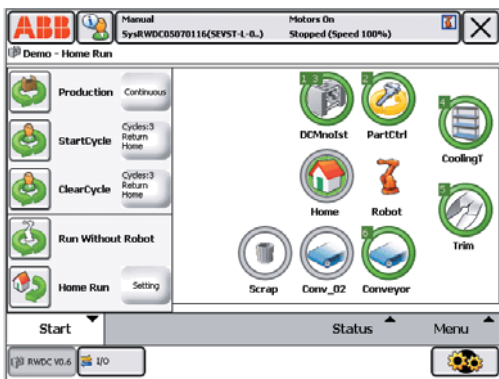 ABB
Manual
Motors On
SysRWDC05070116(SEVST-L-0..)
Stopped (Speed 100%)
Demo - Home Run
Production
Continuous
StartCycle
Cycles:3
Return
Home
ClearCycle
Cycles:3
Return
Home
Run Without Robot
Home Run
Setting
1 3
DCMnoIst
2
PartCtrl
4
CoolingT
Home
Robot
5
Trim
Scrap
Conv_02
6
Conveyor
Start
Status
Menu
RWDC V0.6
I/O